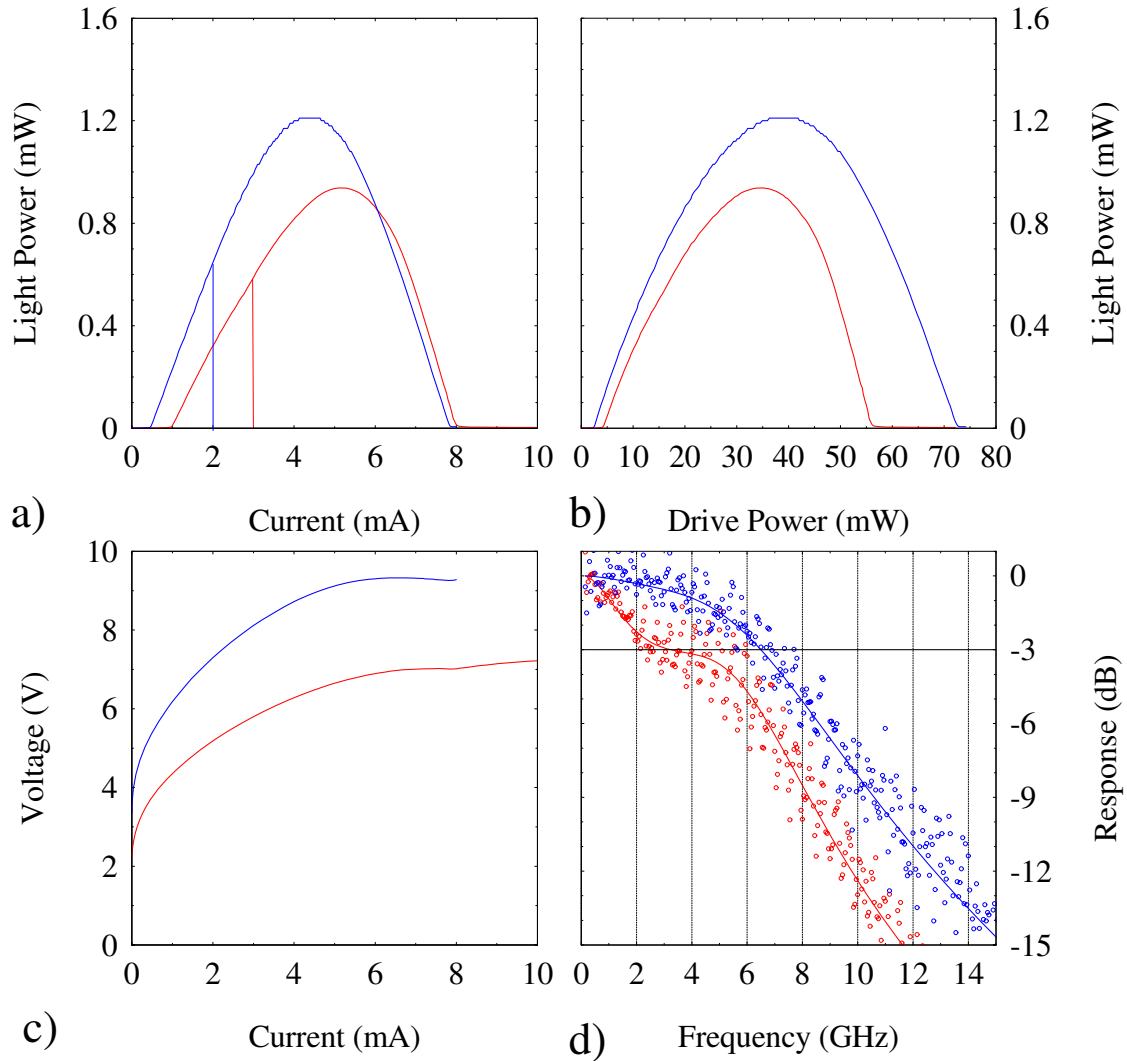 1.6
1.2
0.8
0.4
0
Light Power (mW)
0 2 4 6 8 10
a)
Current (mA)
1.6
1.2
0.8
0.4
0
Light Power (mW)
0 10 20 30 40 50 60 70 80
b)
Drive Power (mW)
10
8
6
4
2
0
Voltage (V)
0 2 4 6 8 10
c)
Current (mA)
0
-3
-6
-9
-12
-15
Response (dB)
0 2 4 6 8 10 12 14
d)
Frequency (GHz)